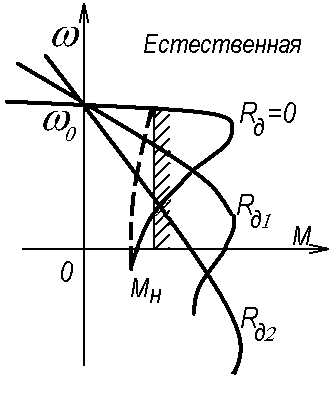 ω
Естественная
ω₀
Rд=0
Rд1
M
0
Mн
Rд2